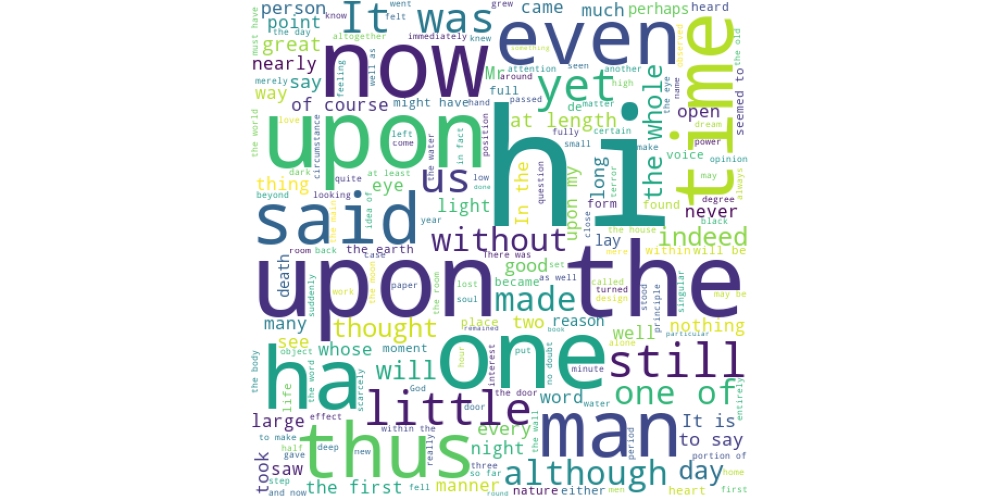 person
point
the day
great
nearly
say
way
merely
of course
must have
know
felt
went
It was
altogether
immediately
knew
feeling
well as
now
grew
came
even
something
much
perhaps
heard
observed
time
the old
seemed to
Mr
around
attention
seen
another
full
passed
high
yet
might have
hand
de
matter
the whole
the eye
name
open
power
dream
voice
opinion
at length
fully
certain
small
make
may
the world
love
circumstance
upon
left
come
the water
in fact
position
dark
at least
quite
thing
beyond
looking
eye
idea of
us
low
done
hi
In the
question
upon my
terror
close
long
form
found
never
degree
black
always
light
year
said
the main
room
back
the earth
case
without
There was
lay
the house
indeed
more
within
will be
good
set
as well
death
suddenly
work
the moon
paper
upon the
the room
lost
soul
became
made
called
turned
design
stood
principle
singular
may be
many
see
thought
place
two
reason
remained
book
well
particular
nothing
whose
moment
object
the body
life
the word
scarcely
ha
will
hour
interest
put
no doubt
minute
alone
one
still
God
the door
word
water
one of
entirely
large
effect
little
door
man
It is
to say
to make
half
deep
new
within the
really
every
the wall
period
night
three
so far
portion of
took
saw
gave
step
and now
thus
the first
fell
manner
round
nature
although
either
men
day
heart
home
first